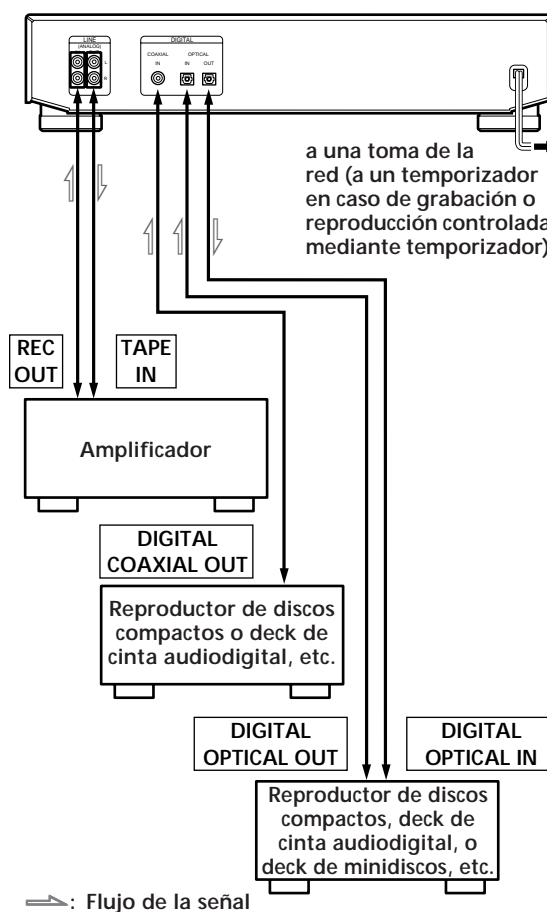 LINE
DIGITAL
(ANALOG)
COAXIAL
OPTICAL
IN
IN
OUT
L
R
a una toma de la
red (a un temporizador
en caso de grabación o
reproducción controlada
mediante temporizador)
REC
OUT
TAPE
IN
Amplificador
DIGITAL
COAXIAL OUT
Reproductor de discos
compactos o deck de
cinta audiodigital, etc.
DIGITAL
OPTICAL OUT
DIGITAL
OPTICAL IN
Reproductor de discos
compactos, deck de
cinta audiodigital, o
deck de minidiscos, etc.
: Flujo de la señal